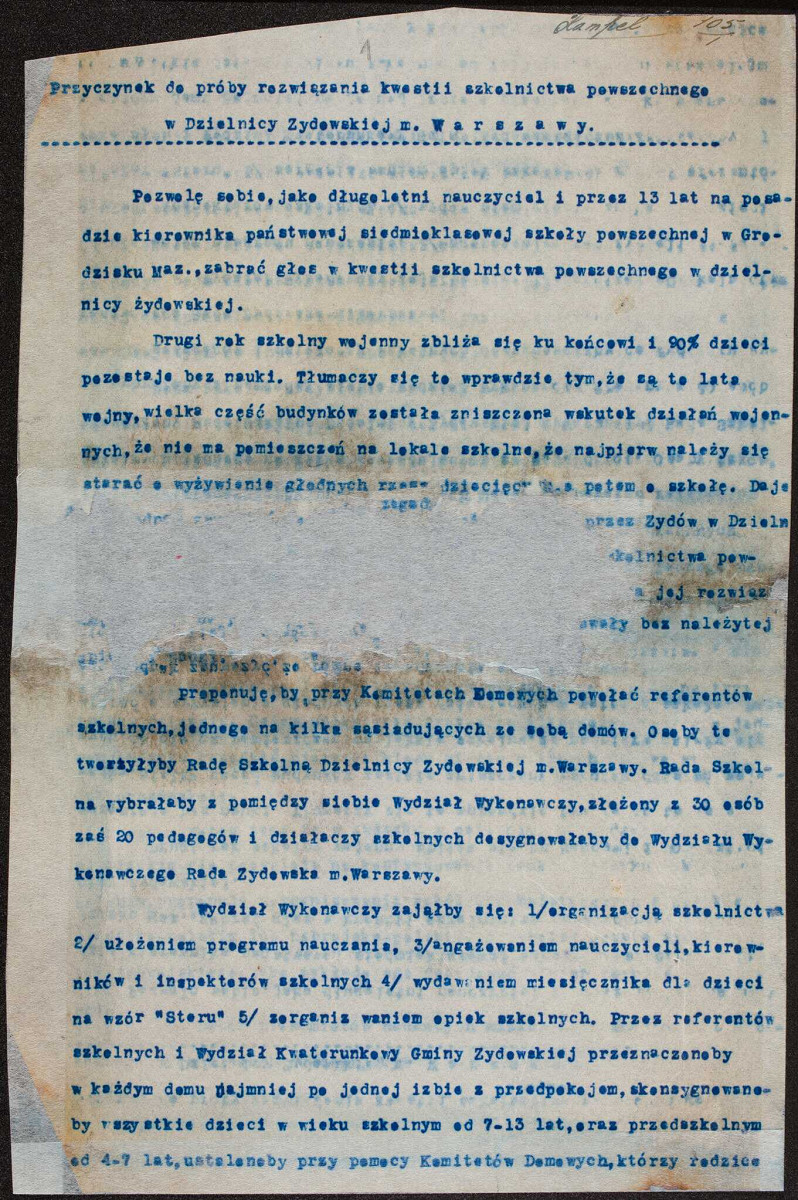 Lampel. 105
1 1
Przyczynek do próby rozwiązania kwestii szkolnictwa powszechnego
w Dzielnicy Zydowskiej m. W a r s z a w y.
Pozwolę sobie,jako długoletni nauczyciel i przez 13 lat na posa-
dzie kierownika państwowej siedmioklasowej szkoły powszechnej w Gro-
dzisku Maz.,zabrać głos w kwestii szkolnictwa powszechnego w dziel-
nicy żydowskiej.
Drugi rok szkolny wojenny zbliża się ku końcowi i 90% dzieci
pozostaje bez nauki. Tłumaczy się to wprawdzie tym,że są to lata
wojny,wielka część budynków została zniszczona wskutek działań wojen-
nych,że nie ma pomieszczeń na lokale szkolne,że najpierw należy się
starać o wyżywienie głodnych rzesz dziecięcych,a potem o szkołę. Daje
przez Zydów w Dzieln
szkolnictwa pow-
a jej rozwiąz
bez należytej
proponuję,by przy Komitetach Domowych powołać referentów
szkolnych,jednego na kilka sąsiadujących ze sobą domów. Osoby te
tworzyłyby Radę Szkolną Dzielnicy Zydowskiej m.Warszawy. Rada Szkol-
na wybrałaby z pomiędzy siebie Wydział Wykonawczy,złożony z 30 osób
zaś 20 pedagogów i działaczy szkolnych desygnowałaby do Wydziału Wy-
konawczego Rada Zydowska m.Warszawy.
Wydział Wykonawczy zająłby się: 1/organizacją szkolnictwa
2/ ułożeniem programu nauczania, 3/angażowaniem nauczycieli,kierow-
ników i inspektorów szkolnych 4/ wydawaniem miesięcznika dla dzieci
na wzór "Steru" 5/ zorganizowaniem opiek szkolnych. Przez referentów
szkolnych i Wydział Kwaterunkowy Gminy Zydowskiej przeznaczonoby
w każdym domu najmniej po jednej izbie z przedpokojem,skonsygnowano-
by wszystkie dzieci w wieku szkolnym od 7-13 lat,oraz przedszkolnym
od 4-7 lat,ustalonoby przy pomocy Komitetów Domowych,którzy rodzice